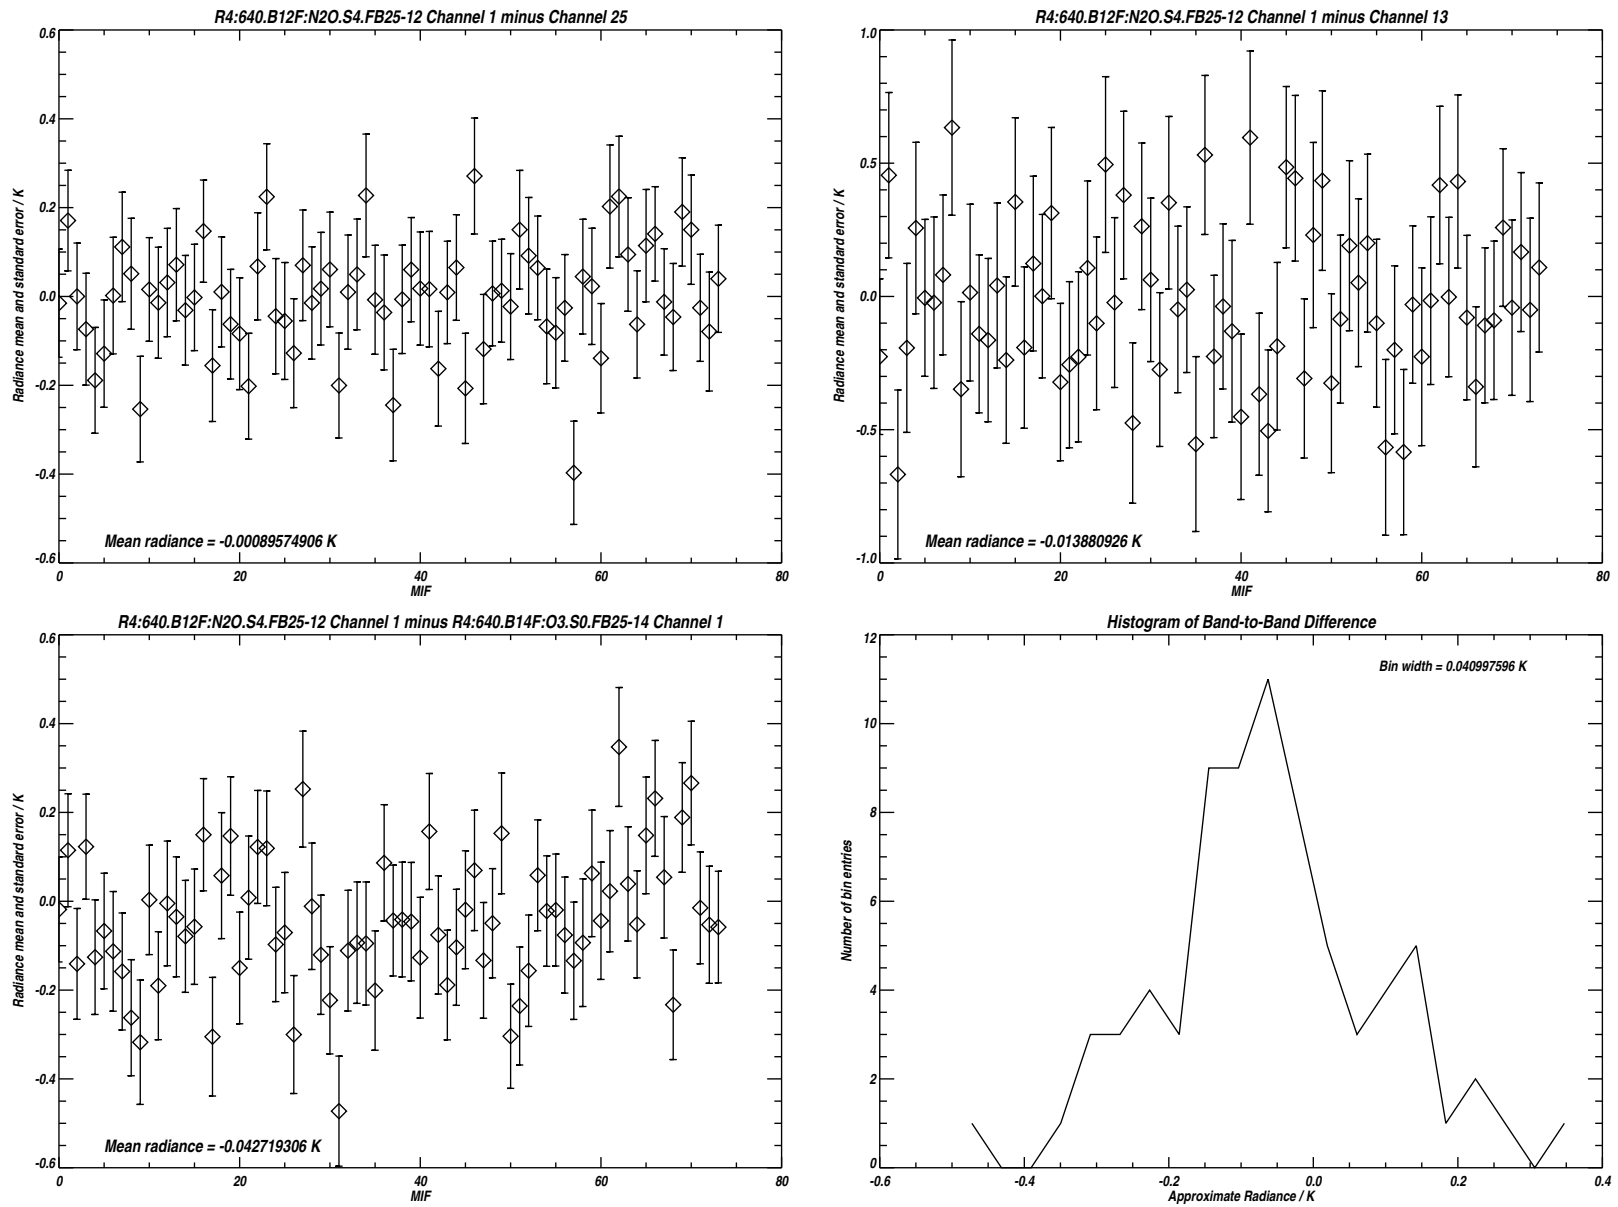 R4:640.B12F:N2O.S4.FB25-12 Channel 1 minus Channel 25
0.6
0.4
0.2
0.0
-0.2
-0.4
-0.6
Radiance mean and standard error / K
Mean radiance = -0.00089574906 K
0 20 40 60 80
MIF
R4:640.B12F:N2O.S4.FB25-12 Channel 1 minus Channel 13
1.0
0.5
0.0
-0.5
-1.0
Radiance mean and standard error / K
Mean radiance = -0.013880926 K
0 20 40 60 80
MIF
R4:640.B12F:N2O.S4.FB25-12 Channel 1 minus R4:640.B14F:O3.S0.FB25-14 Channel 1
0.6
0.4
0.2
0.0
-0.2
-0.4
-0.6
Radiance mean and standard error / K
Mean radiance = -0.042719306 K
0 20 40 60 80
MIF
Histogram of Band-to-Band Difference
12
10
8
6
4
2
0
Number of bin entries
Bin width = 0.040997596 K
-0.6 -0.4 -0.2 0.0 0.2 0.4
Approximate Radiance / K